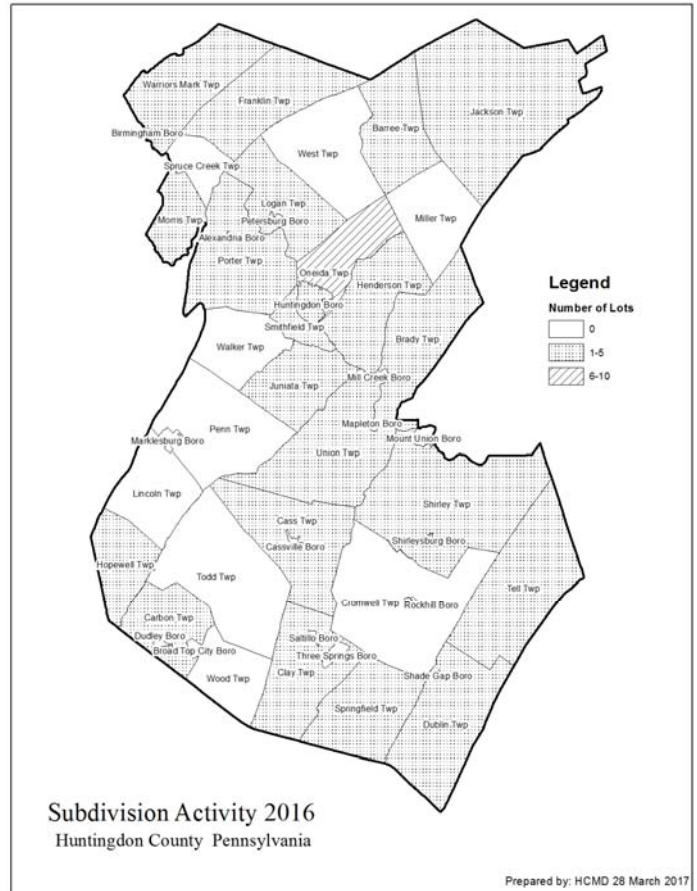 Warriors Mark Twp
Franklin Twp
Jackson Twp
Barree Twp
Birmingham Boro
West Twp
Spruce Creek Twp
Logan Twp
Miller Twp
Morris Twp
Petersburg Boro
Alexandria Boro
Porter Twp
Oneida Twp
Henderson Twp
Huntingdon Boro
Smithfield Twp
Walker Twp
Brady Twp
Juniata Twp
Mill Creek Boro
Mapleton Boro
Penn Twp
Marklesburg Boro
Mount Union Boro
Union Twp
Lincoln Twp
Shirley Twp
Cass Twp
Cassville Boro
Shirleysburg Boro
Hopewell Twp
Todd Twp
Tell Twp
Cromwell Twp
Rockhill Boro
Carbon Twp
Dudley Boro
Broad Top City Boro
Saltillo Boro
Three Springs Boro
Wood Twp
Clay Twp
Shade Gap Boro
Springfield Twp
Dublin Twp
Legend
Number of Lots
0
1-5
6-10
Subdivision Activity 2016
Huntingdon County Pennsylvania
Prepared by: HCMD 28 March 2017